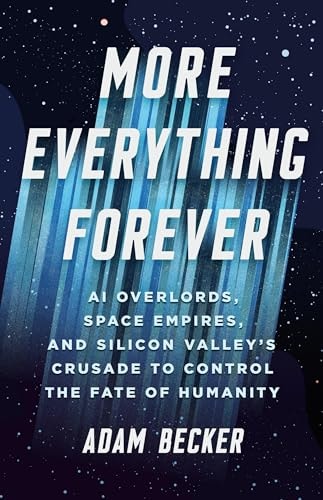 MORE
EVERYTHING
FOREVER
AI OVERLORDS,
SPACE EMPIRES,
AND SILICON VALLEY'S
CRUSADE TO CONTROL
THE FATE OF HUMANITY
ADAM BECKER